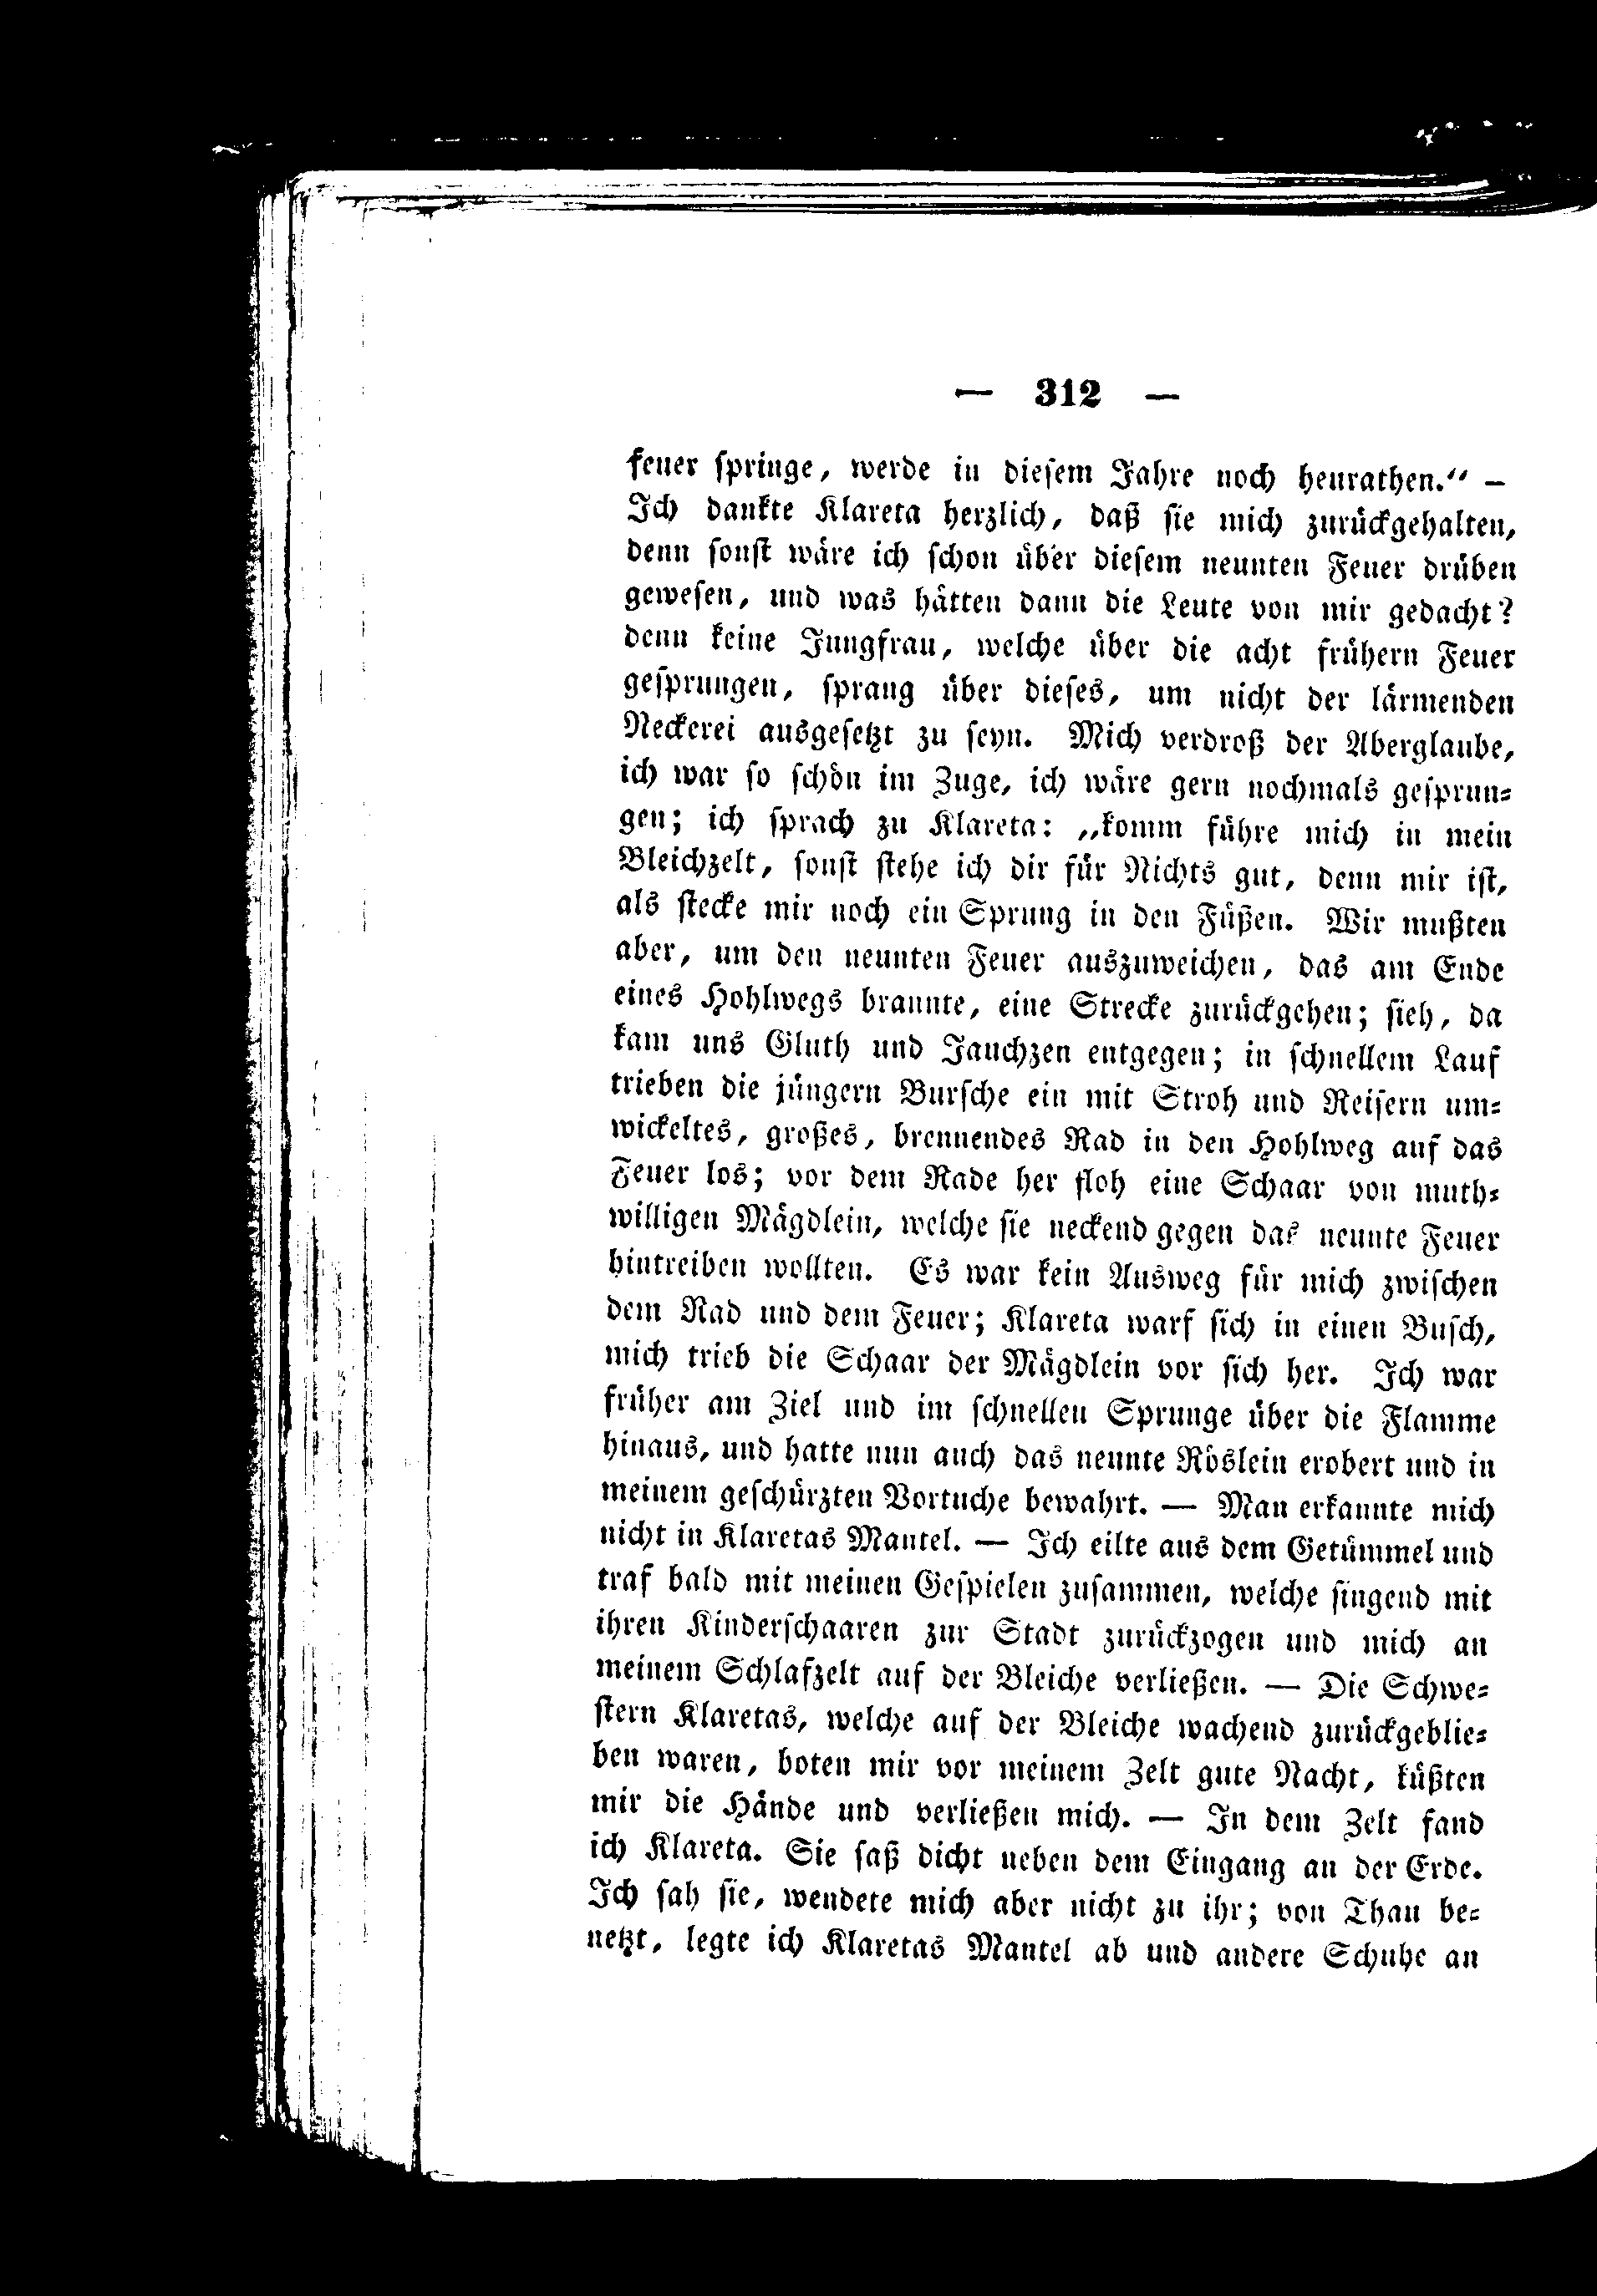 — 312 —
feuer springe, werde in diesem Jahre noch heurathen.“ –
Ich dankte Klareta herzlich, daß sie mich zurückgehalten,
denn sonst wäre ich schon über diesem neunten Feuer drüben
gewesen, und was hätten dann die Leute von mir gedacht?
denn keine Jungfrau, welche über die acht frühern Feuer
gesprungen, sprang über dieses, um nicht der lärmenden
Neckerei ausgesetzt zu seyn. Mich verdroß der Aberglaube,
ich war so schön im Zuge, ich wäre gern nochmals gesprun-
gen; ich sprach zu Klareta: „komm führe mich in mein
Bleichzelt, sonst stehe ich dir für Nichts gut, denn mir ist,
als stecke mir noch ein Sprung in den Füßen. Wir mußten
aber, um den neunten Feuer auszuweichen, das am Ende
eines Hohlwegs brannte, eine Strecke zurückgehen; sieh, da
kam uns Gluth und Jauchzen entgegen; in schnellem Lauf
trieben die jüngern Bursche ein mit Stroh und Reisern um-
wickeltes, großes, brennendes Rad in den Hohlweg auf das
Feuer los; vor dem Rade her floh eine Schaar von muth-
willigen Mägdlein, welche sie neckend gegen das neunte Feuer
hintreiben wollten. Es war kein Ausweg für mich zwischen
dem Rad und dem Feuer; Klareta warf sich in einen Busch,
mich trieb die Schaar der Mägdlein vor sich her. Ich war
früher am Ziel und im schnellen Sprunge über die Flamme
hinaus, und hatte nun auch das neunte Röslein erobert und in
meinem geschürzten Vortuche bewahrt. — Man erkannte mich
nicht in Klaretas Mantel. — Ich eilte aus dem Getümmel und
traf bald mit meinen Gespielen zusammen, welche singend mit
ihren Kinderschaaren zur Stadt zurückzogen und mich an
meinem Schlafzelt auf der Bleiche verließen. — Die Schwe-
stern Klaretas, welche auf der Bleiche wachend zurückgeblie-
ben waren, boten mir vor meinem Zelt gute Nacht, küßten
mir die Hände und verließen mich. — In dem Zelt fand
ich Klareta. Sie saß dicht neben dem Eingang an der Erde.
Ich sah sie, wendete mich aber nicht zu ihr; von Thau be-
netzt, legte ich Klaretas Mantel ab und andere Schuhe an